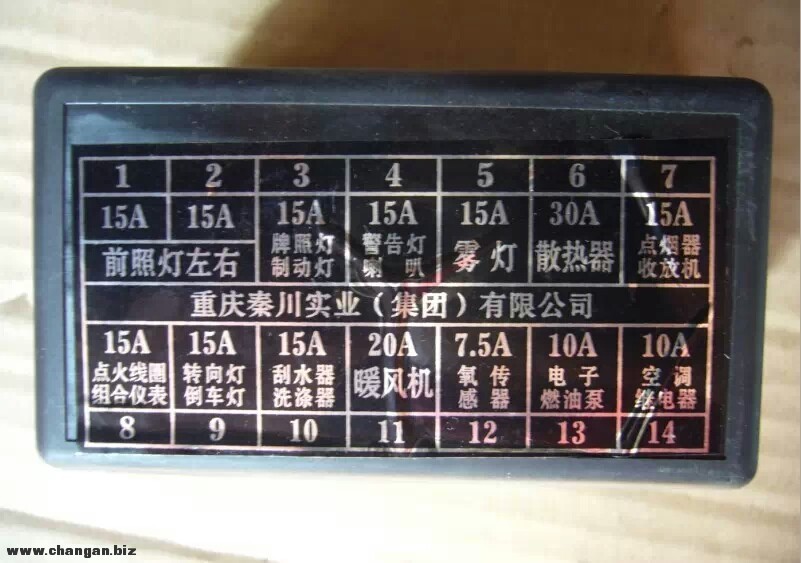 1 2 3 4 5 6 7
15A 15A 15A 15A 15A 30A 15A
前照灯左右 牌照灯 警告灯 雾灯 散热器 点烟器
制动灯 喇叭 收放机
重庆秦川实业（集团）有限公司
15A 15A 15A 20A 7.5A 10A 10A
点火线圈 转向灯 刮水器 暖风机 氧传 电子 空调
组合仪表 倒车灯 洗涤器 感器 燃油泵 继电器
8 9 10 11 12 13 14
www.changan.biz